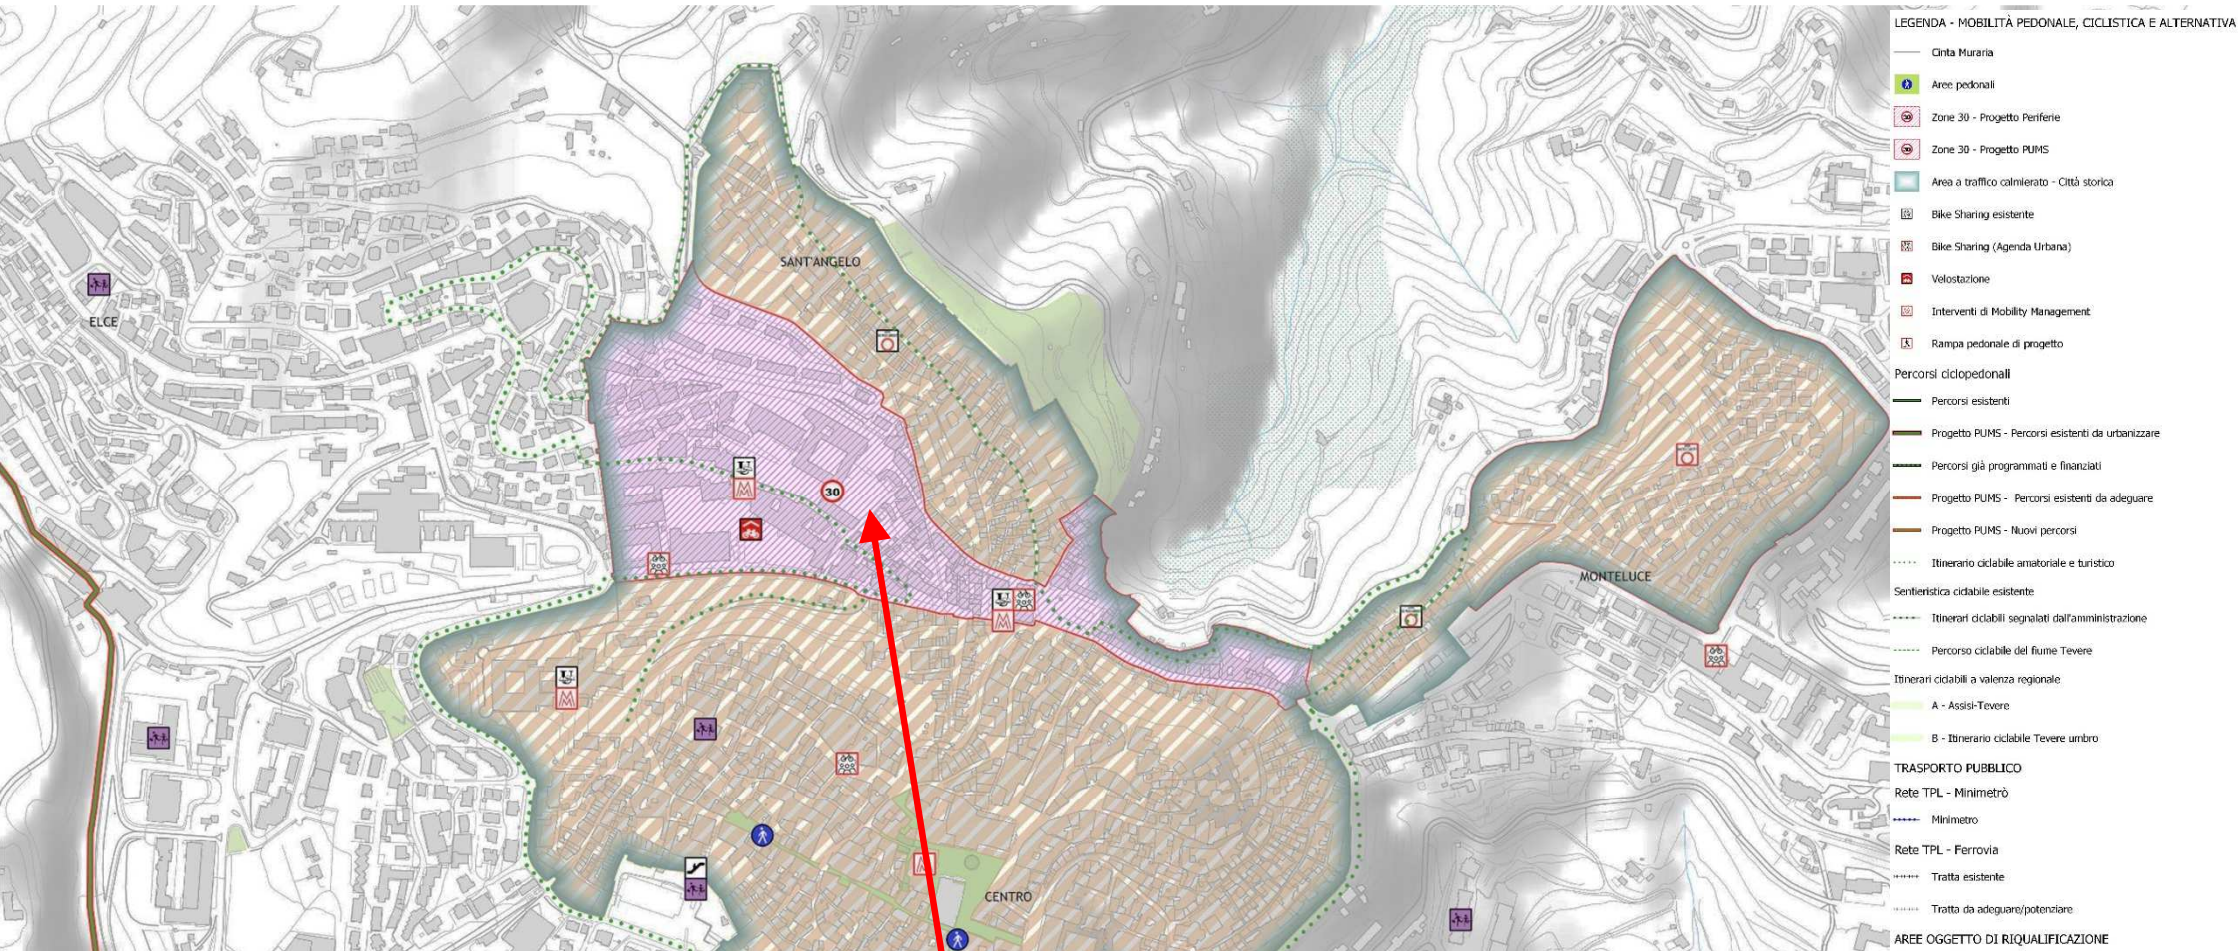 LEGENDA - MOBILITÀ PEDONALE, CICLISTICA E ALTERNATIVA
Cinta Muraria
Aree pedonali
Zone 30 - Progetto Periferie
Zone 30 - Progetto PUMS
Area a traffico calmierato - Città storica
Bike Sharing esistente
Bike Sharing (Agenda Urbana)
Velostazione
Interventi di Mobility Management
Rampa pedonale di progetto
Percorsi ciclopedonali
Percorsi esistenti
Progetto PUMS - Percorsi esistenti da urbanizzare
Percorsi già programmati e finanziati
Progetto PUMS - Percorsi esistenti da adeguare
Progetto PUMS - Nuovi percorsi
Itinerario ciclabile amatoriale e turistico
Sentieristica ciclabile esistente
Itinerari ciclabili segnalati dall'amministrazione
Percorso ciclabile del fiume Tevere
Itinerari ciclabili a valenza regionale
A - Assisi-Tevere
B - Itinerario ciclabile Tevere umbro
TRASPORTO PUBBLICO
Rete TPL - Minimetrò
Minimetro
Rete TPL - Ferrovia
Tratta esistente
Tratta da adeguare/potenziare
AREE OGGETTO DI RIQUALIFICAZIONE
SANT'ANGELO
ELCE
30
U
M
U
M
MONTELUCE
U
M
M
CENTRO